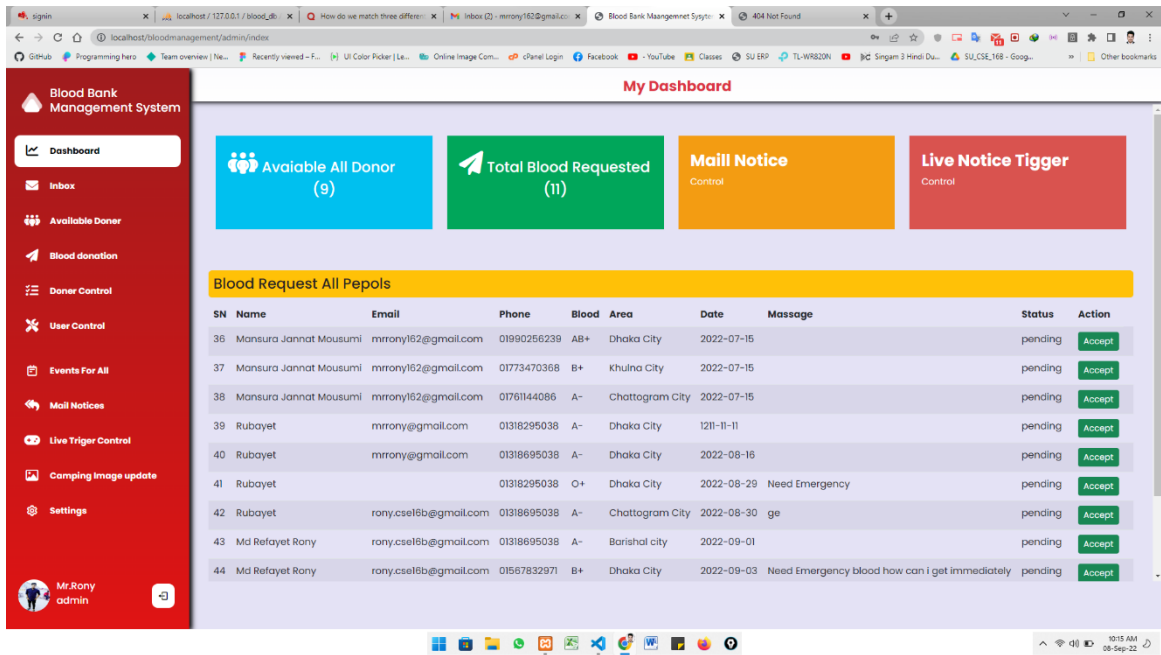 signin
localhost / 127.0.0.1 / blood_db /
How do we match three different
Inbox (2) - mrrony162@gmail.co
Blood Bank Maangemnet Sysyter
404 Not Found
localhost/bloodmanagement/admin/index
GitHub
Programming hero
Team overview | Ne...
Recently viewed – F...
UI Color Picker | Le...
Online Image Com...
cPanel Login
Facebook
- YouTube
Classes
SU ERP
TL-WR820N
Singam 3 Hindi Du...
SU_CSE_168 - Goog...
Other bookmarks
Blood Bank
Management System
My Dashboard
Dashboard
Inbox
Available Doner
Blood donation
Doner Control
User Control
Events For All
Mail Notices
Live Triger Control
Camping Image update
Settings
Mr.Rony
admin
Avaiable All Donor
(9)
Total Blood Requested
(11)
Maill Notice
Control
Live Notice Tigger
Control
Blood Request All Pepols
SN Name Email Phone Blood Area Date Massage Status Action
36 Mansura Jannat Mousumi mrrony162@gmail.com 01990256239 AB+ Dhaka City 2022-07-15 pending Accept
37 Mansura Jannat Mousumi mrrony162@gmail.com 01773470368 B+ Khulna City 2022-07-15 pending Accept
38 Mansura Jannat Mousumi mrrony162@gmail.com 01761144086 A- Chattogram City 2022-07-15 pending Accept
39 Rubayet mrrony@gmail.com 01318295038 A- Dhaka City 1211-11-11 pending Accept
40 Rubayet mrrony@gmail.com 01318695038 A- Dhaka City 2022-08-16 pending Accept
41 Rubayet 01318295038 O+ Dhaka City 2022-08-29 Need Emergency pending Accept
42 Rubayet rony.cse16b@gmail.com 01318695038 A- Chattogram City 2022-08-30 ge pending Accept
43 Md Refayet Rony rony.cse16b@gmail.com 01318695038 A- Barishal city 2022-09-01 pending Accept
44 Md Refayet Rony rony.cse16b@gmail.com 01567832971 B+ Dhaka City 2022-09-03 Need Emergency blood how can i get immediately pending Accept
10:15 AM
08-Sep-22